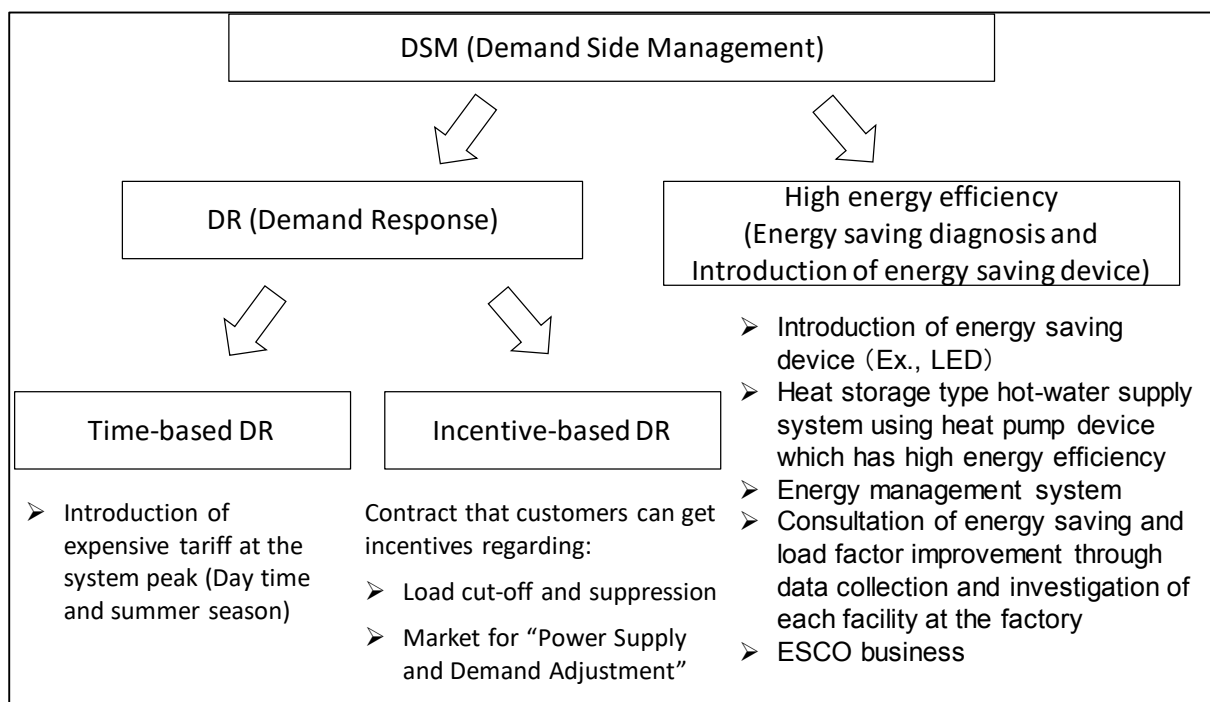 DSM (Demand Side Management)
DR (Demand Response)
High energy efficiency
(Energy saving diagnosis and
Introduction of energy saving device)
Time-based DR
➢ Introduction of
expensive tariff at the
system peak (Day time
and summer season)
Incentive-based DR
Contract that customers can get
incentives regarding:
➢ Load cut-off and suppression
➢ Market for “Power Supply
and Demand Adjustment”
➢ Introduction of energy saving
device（Ex., LED）
➢ Heat storage type hot-water supply
system using heat pump device
which has high energy efficiency
➢ Energy management system
➢ Consultation of energy saving and
load factor improvement through
data collection and investigation of
each facility at the factory
➢ ESCO business